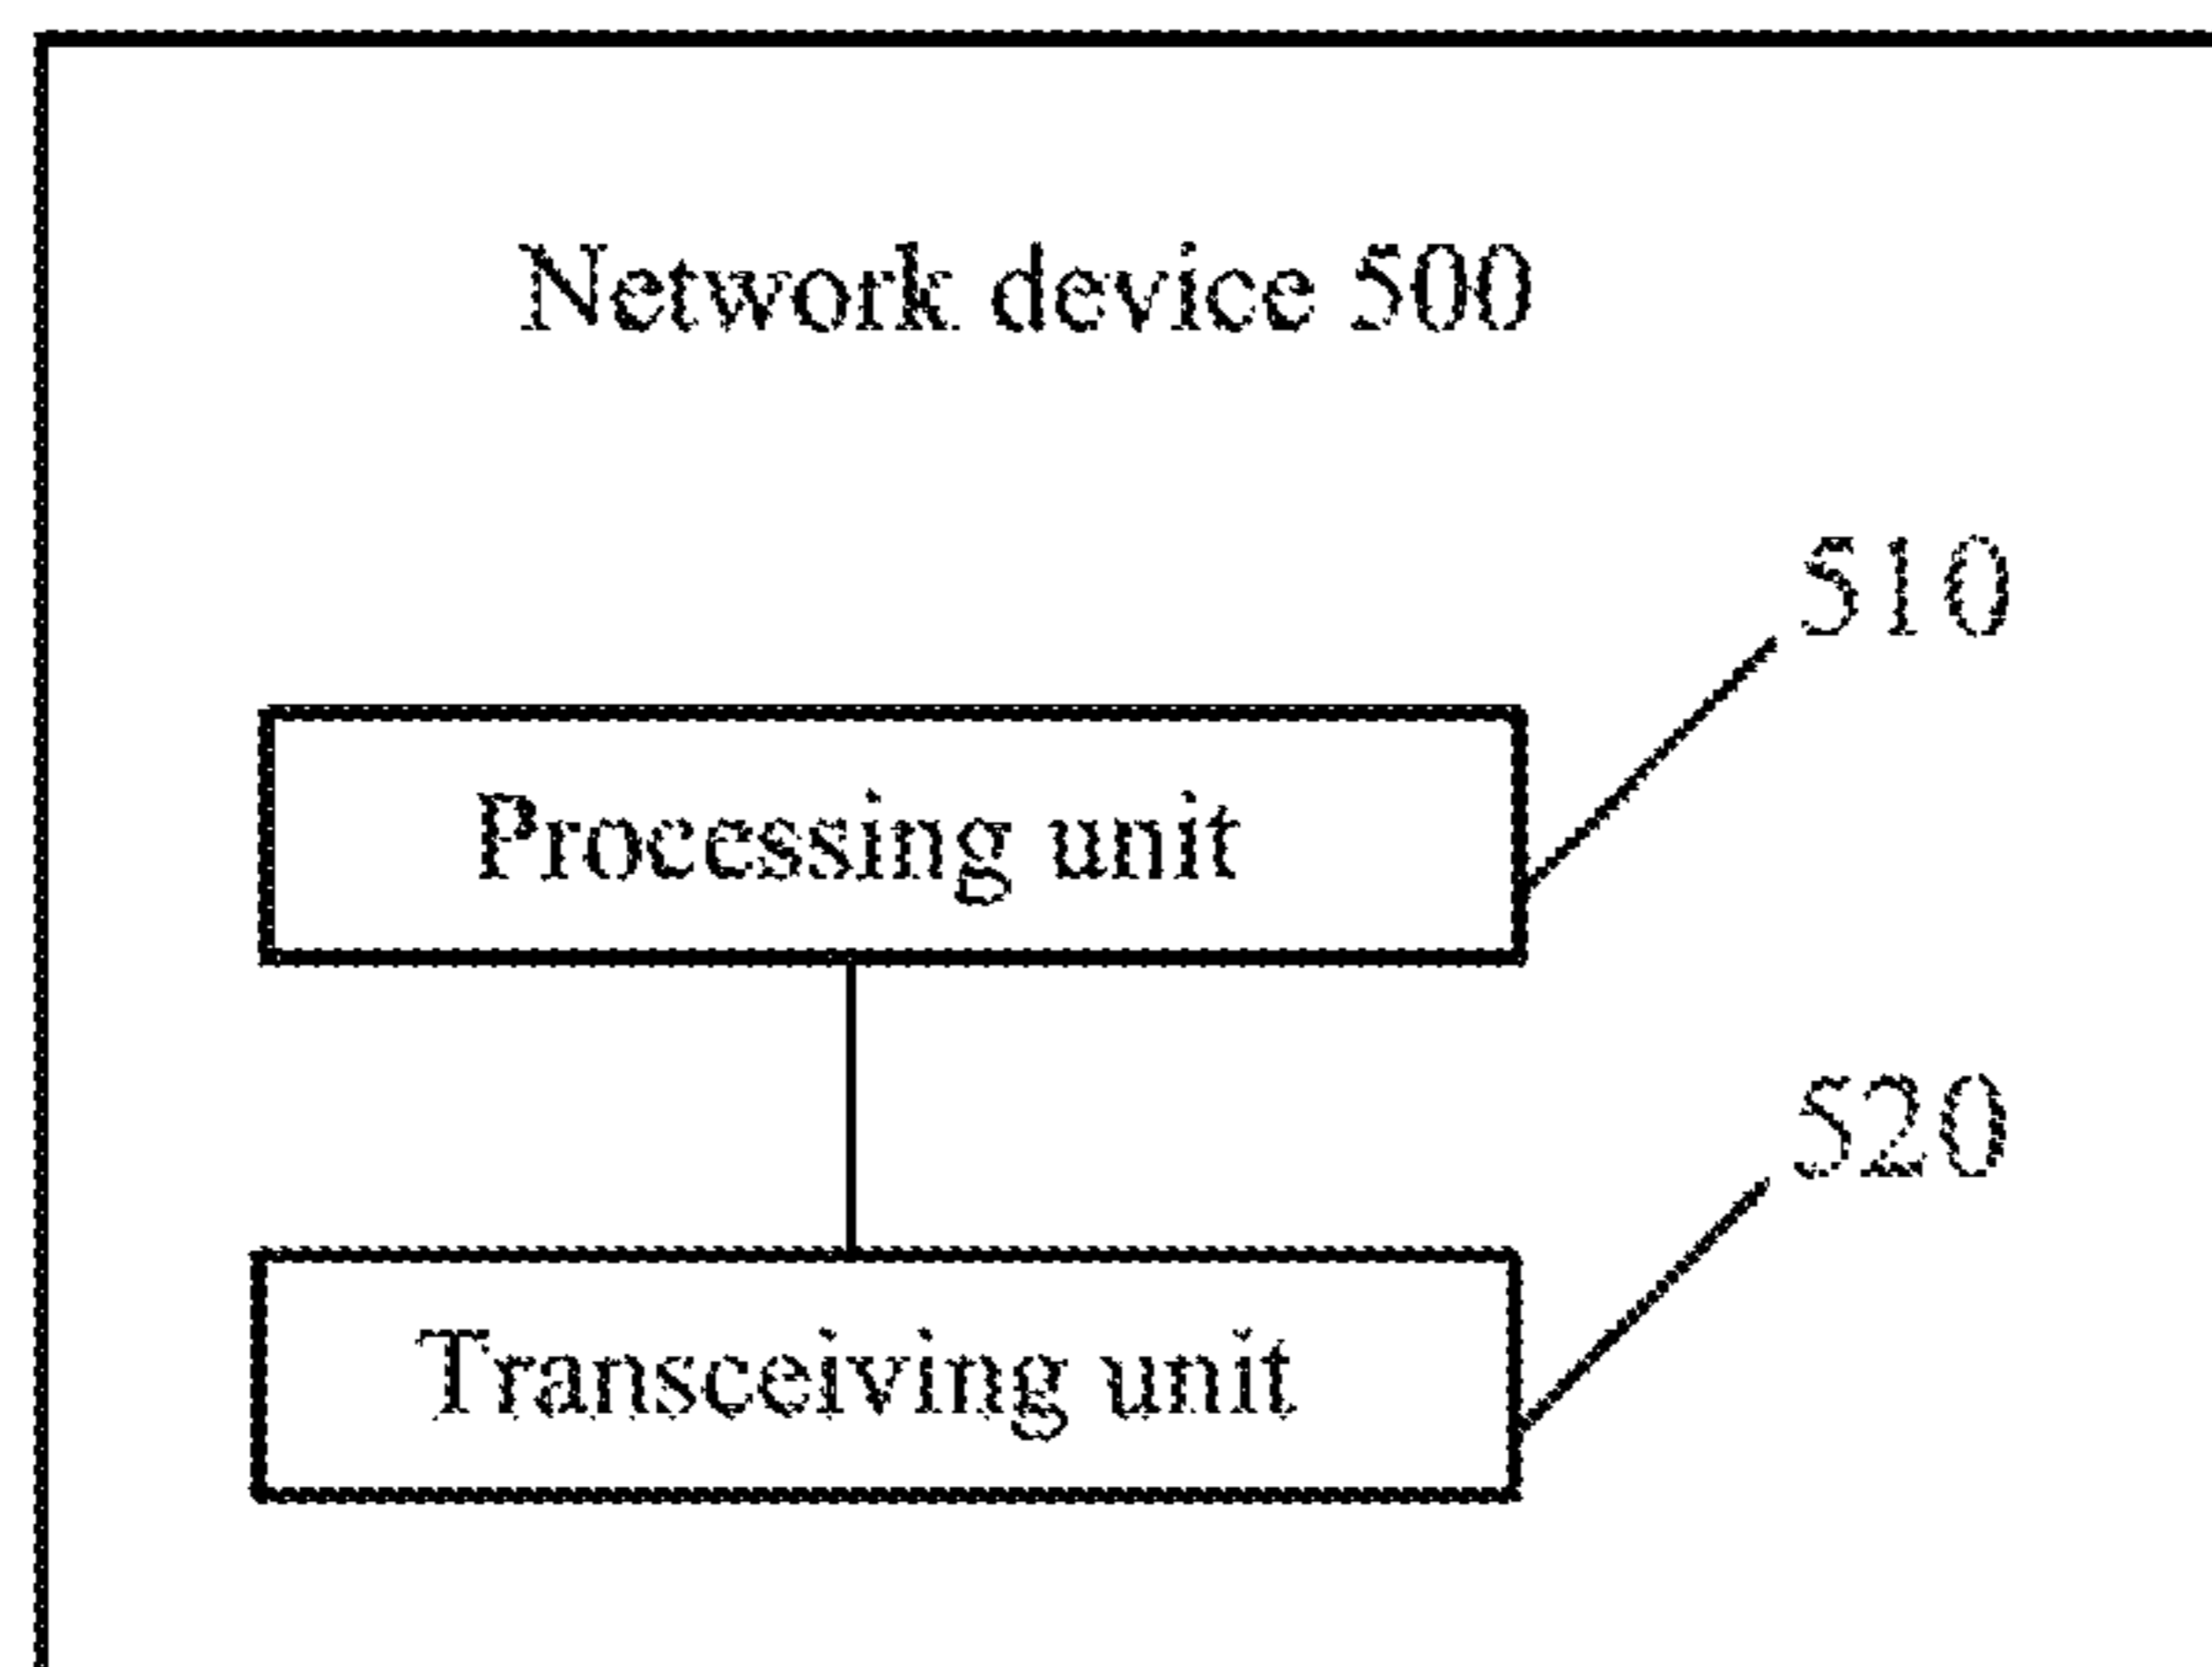 Network device 500
510
Processing unit
520
Transceiving unit